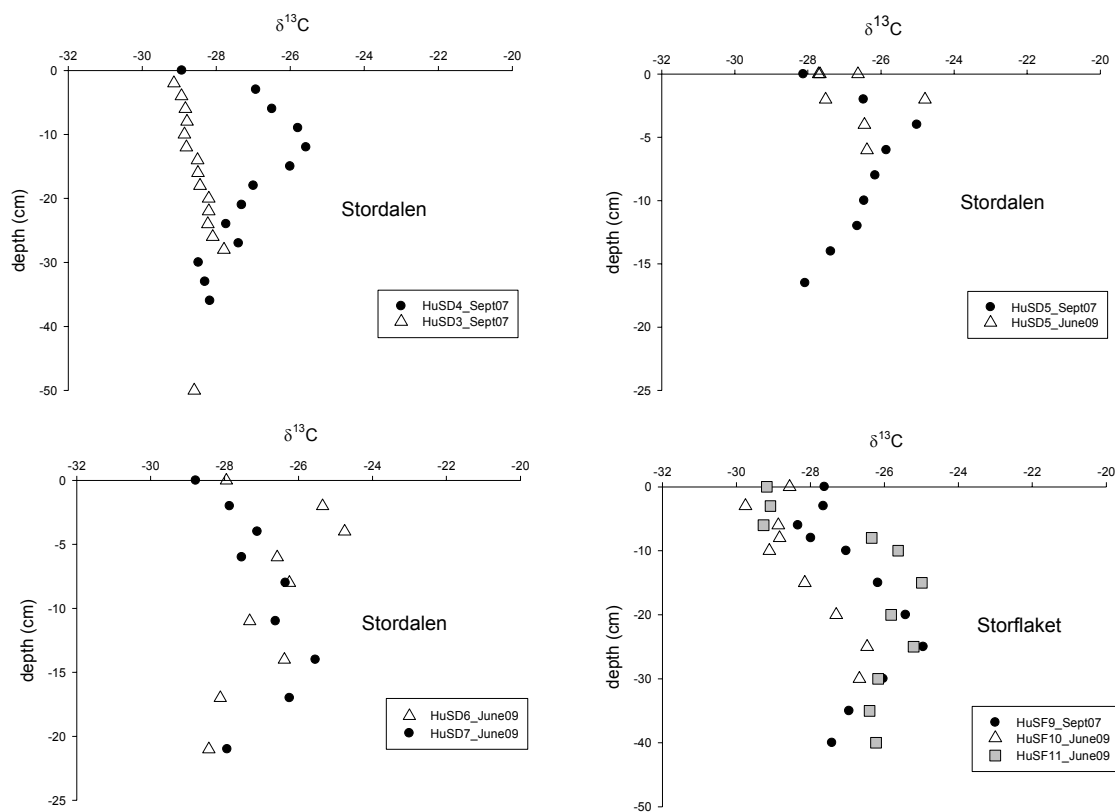 δ13C
-32 -30 -28 -26 -24 -22 -20
0
-10
-20
-30
-40
-50
depth (cm)
Stordalen
HuSD4_Sept07
HuSD3_Sept07
δ13C
-32 -30 -28 -26 -24 -22 -20
0
-5
-10
-15
-20
-25
depth (cm)
Stordalen
HuSD5_Sept07
HuSD5_June09
δ13C
-32 -30 -28 -26 -24 -22 -20
0
-5
-10
-15
-20
-25
depth (cm)
Stordalen
HuSD6_June09
HuSD7_June09
δ13C
-32 -30 -28 -26 -24 -22 -20
0
-10
-20
-30
-40
-50
depth (cm)
Storflaket
HuSF9_Sept07
HuSF10_June09
HuSF11_June09